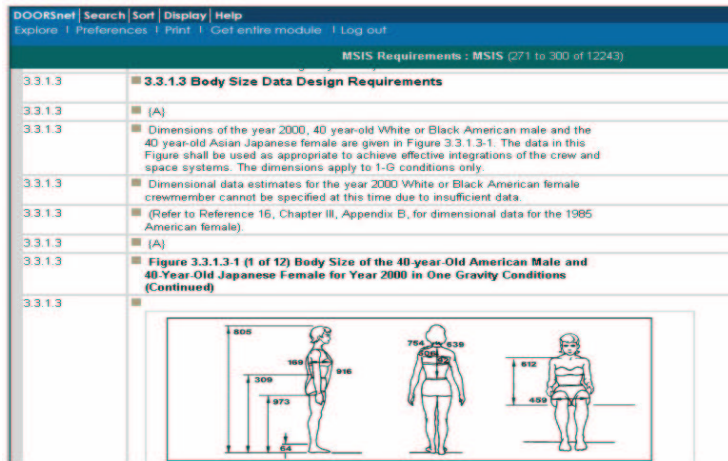 DOORSnet Search Sort Display Help
Explore | Preferences | Print | Get entire module | Log out
MSIS Requirements : MSIS (271 to 300 of 12243)
3.3.1.3 3.3.1.3 Body Size Data Design Requirements
3.3.1.3 {A}
3.3.1.3 Dimensions of the year 2000, 40 year-old White or Black American male and the
40 year-old Asian Japanese female are given in Figure 3.3.1.3-1. The data in this
Figure shall be used as appropriate to achieve effective integrations of the crew and
space systems. The dimensions apply to 1-G conditions only.
3.3.1.3 Dimensional data estimates for the year 2000 White or Black American female
crewmember cannot be specified at this time due to insufficient data.
3.3.1.3 (Refer to Reference 16, Chapter III, Appendix B, for dimensional data for the 1985
American female).
3.3.1.3 {A}
3.3.1.3 Figure 3.3.1.3-1 (1 of 12) Body Size of the 40-year-Old American Male and
40-Year-Old Japanese Female for Year 2000 in One Gravity Conditions
(Continued)
3.3.1.3
805
169
916
309
973
64
754
639
506
612
459